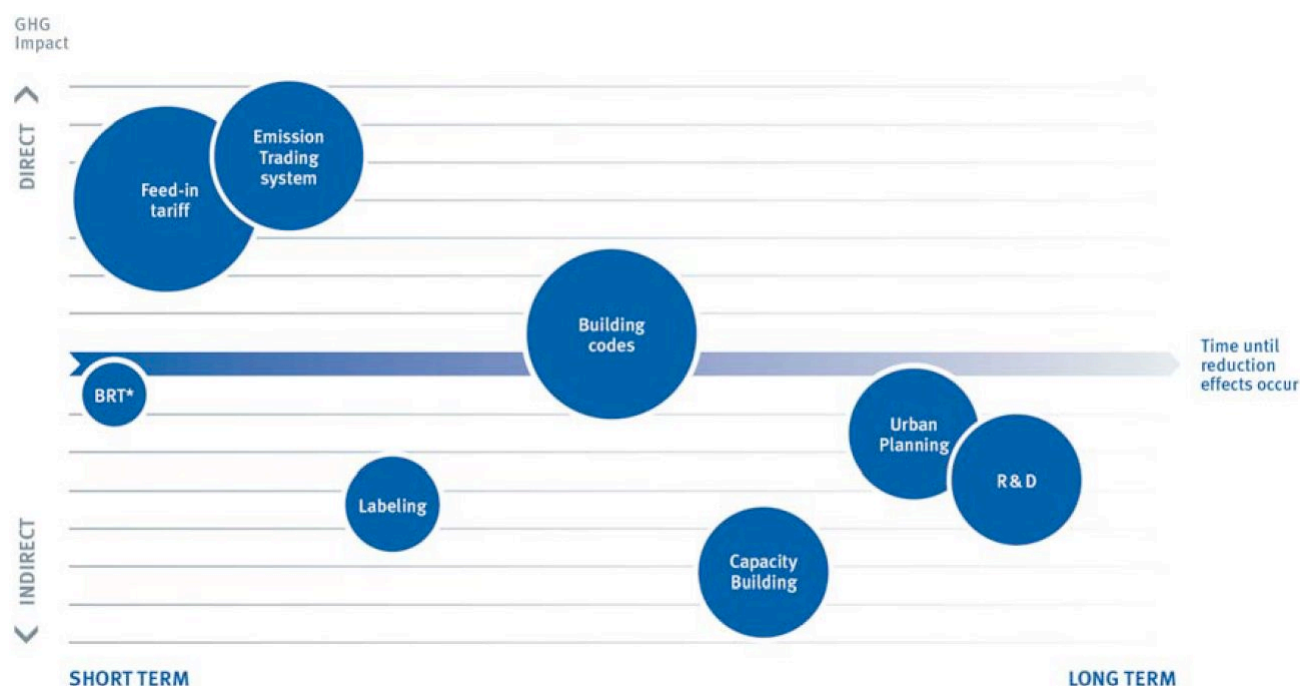 GHG
Impact
DIRECT
Emission
Trading
system
Feed-in
tariff
Building
codes
Time until
reduction
effects occur
BRT*
Urban
Planning
R & D
Labeling
Capacity
Building
INDIRECT
SHORT TERM
LONG TERM